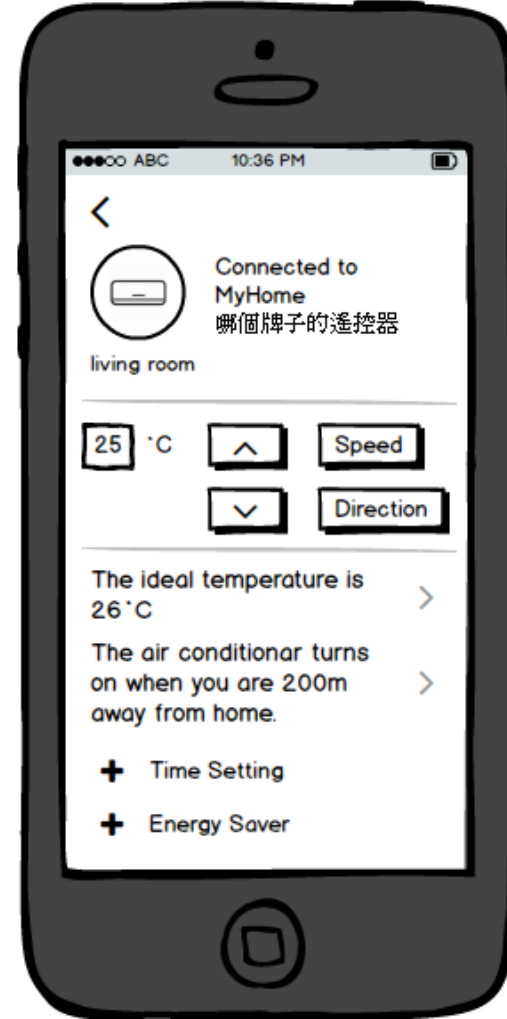 ABC 10:36 PM
Connected to
MyHome
哪個牌子的遙控器
living room
25 °C
Speed
Direction
The ideal temperature is
26°C
The air conditionar turns
on when you are 200m
away from home.
Time Setting
Energy Saver